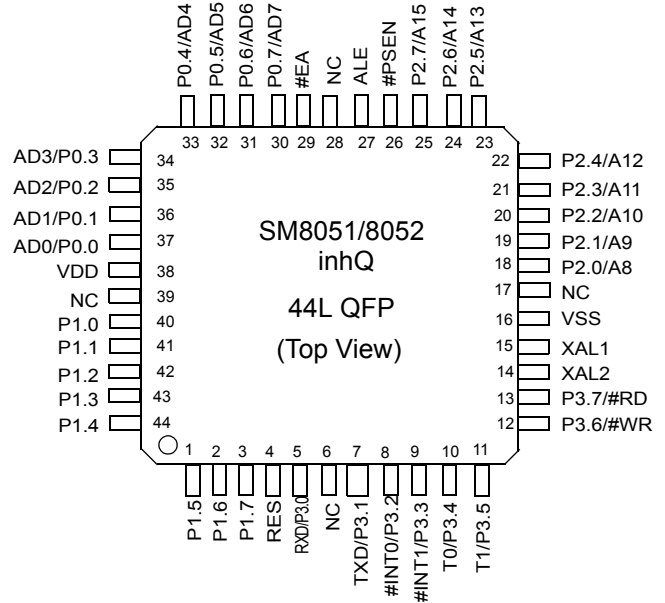 P0.4/AD4
P0.5/AD5
P0.6/AD6
P0.7/AD7
#EA
NC
ALE
#PSEN
P2.7/A15
P2.6/A14
P2.5/A13
33 32 31 30 29 28 27 26 25 24 23
AD3/P0.3 34
AD2/P0.2 35
AD1/P0.1 36
AD0/P0.0 37
VDD 38
NC 39
P1.0 40
P1.1 41
P1.2 42
P1.3 43
P1.4 44
SM8051/8052
inhQ
44L QFP
(Top View)
22 P2.4/A12
21 P2.3/A11
20 P2.2/A10
19 P2.1/A9
18 P2.0/A8
17 NC
16 VSS
15 XAL1
14 XAL2
13 P3.7/#RD
12 P3.6/#WR
1 2 3 4 5 6 7 8 9 10 11
P1.5
P1.6
P1.7
RES
RXD/P3.0
NC
TXD/P3.1
#INT0/P3.2
#INT1/P3.3
T0/P3.4
T1/P3.5